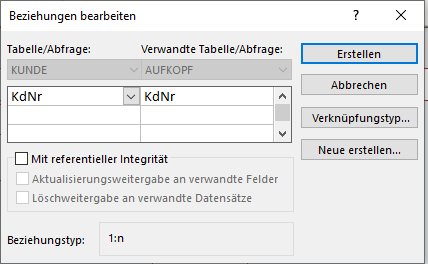 Beziehungen bearbeiten
Tabelle/Abfrage: Verwandte Tabelle/Abfrage:
KUNDE AUFKOPF
KdNr KdNr
Mit referentieller Integrität
Aktualisierungsweitergabe an verwandte Felder
Löschweitergabe an verwandte Datensätze
Beziehungstyp: 1:n
Erstellen
Abbrechen
Verknüpfungstyp...
Neue erstellen...